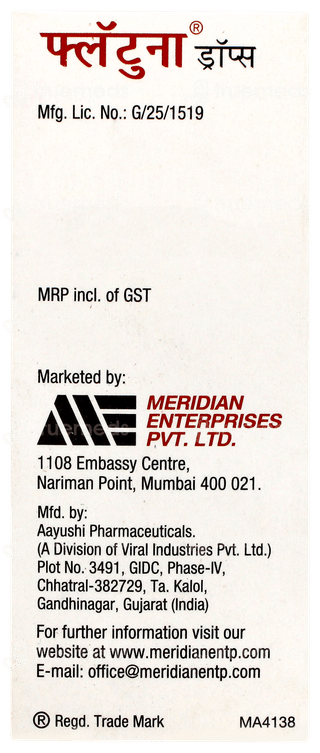 फ्लॅटुना® ड्रॉप्स
Mfg. Lic. No.: G/25/1519
MRP incl. of GST
Marketed by:
MERIDIAN
ENTERPRISES
PVT. LTD.
1108 Embassy Centre,
Nariman Point, Mumbai 400 021.
Mfd. by:
Aayushi Pharmaceuticals.
(A Division of Viral Industries Pvt. Ltd.)
Plot No. 3491, GIDC, Phase-IV,
Chhatral-382729, Ta. Kalol,
Gandhinagar, Gujarat (India)
For further information visit our
website at www.meridianentp.com
E-mail: office@meridianentp.com
® Regd. Trade Mark MA4138